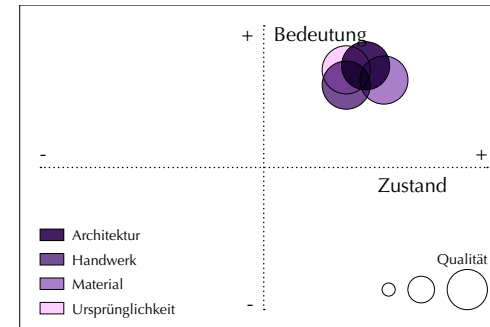 + Bedeutung
- +
Zustand
Architektur
Handwerk
Qualität
Material
Ursprünglichkeit
-